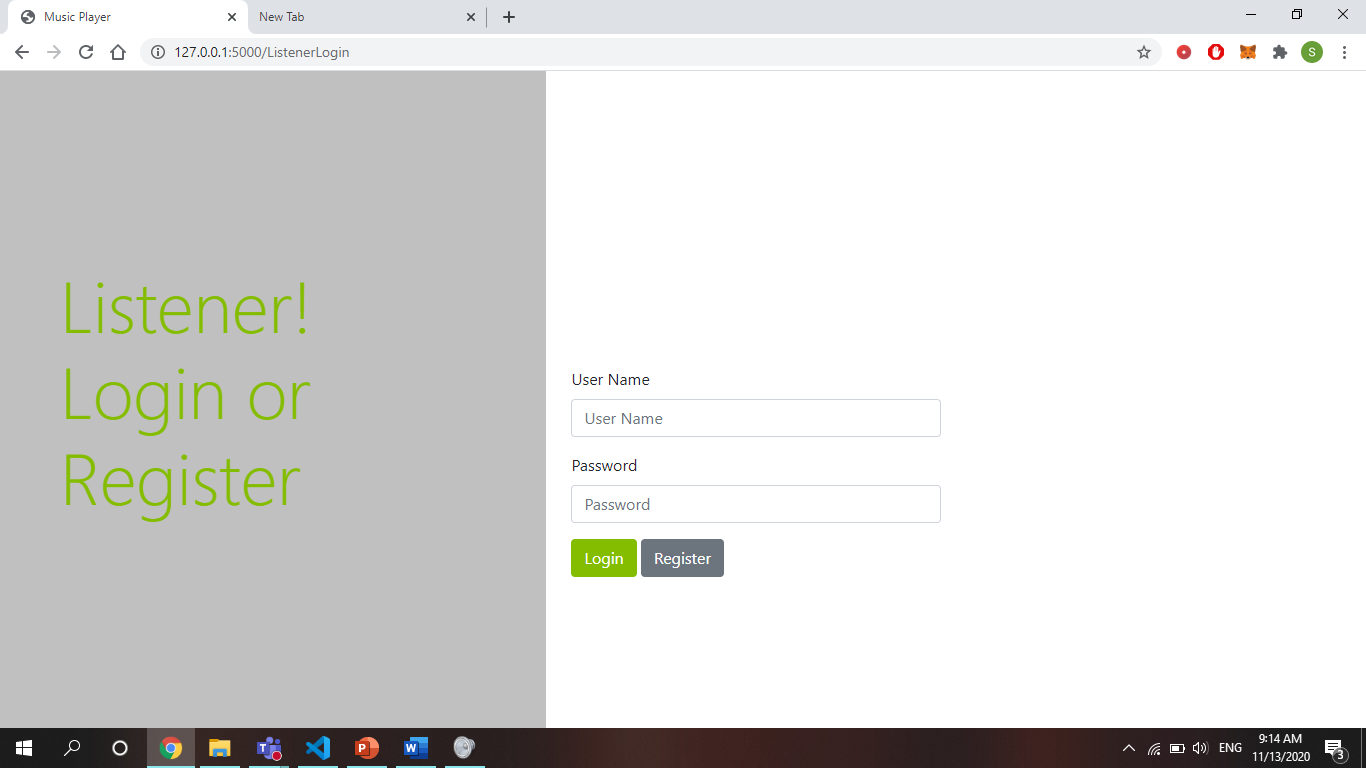 Music Player
New Tab
127.0.0.1:5000/ListenerLogin
S
Listener!
Login or
Register
User Name
User Name
Password
Password
Login Register
ENG
9:14 AM
11/13/2020
3